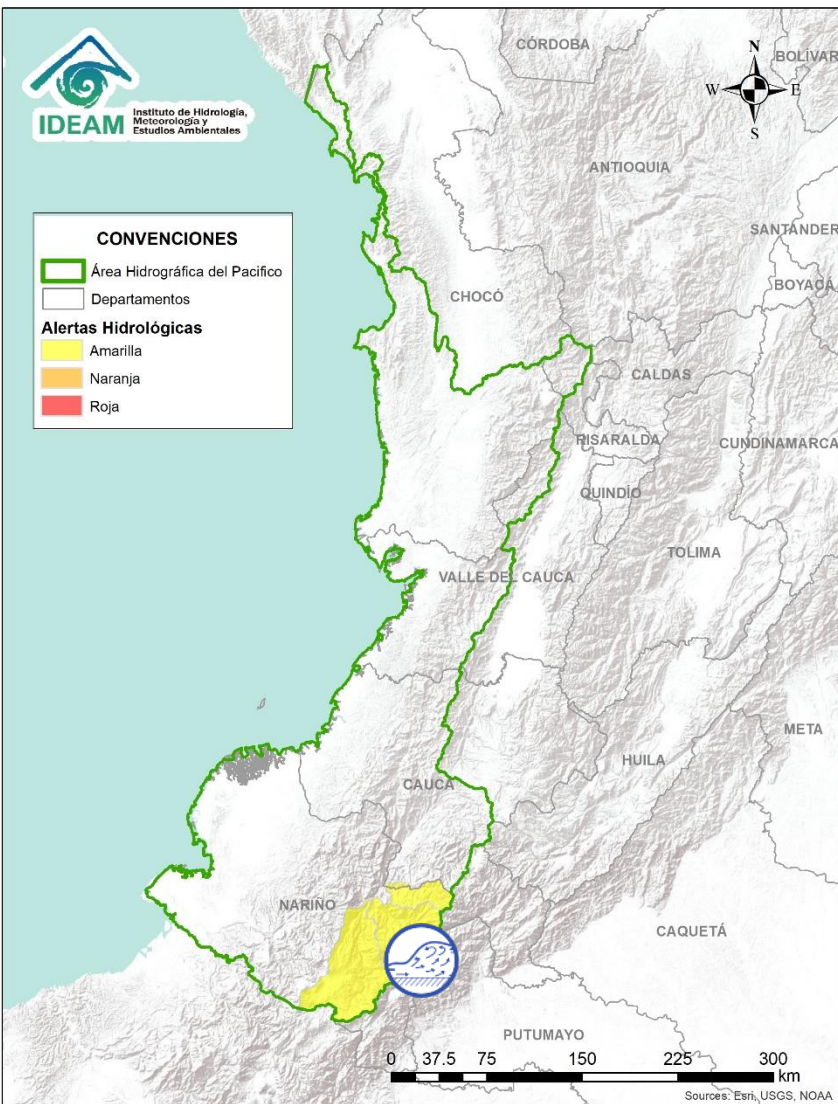 IDEAM
Instituto de Hidrología,
Meteorología y
Estudios Ambientales
N
W E
S
CONVENCIONES
Área Hidrográfica del Pacifico
Departamentos
Alertas Hidrológicas
Amarilla
Naranja
Roja
CÓRDOBA
BOLÍVAR
ANTIOQUIA
SANTANDER
BOYACÁ
CHOCÓ
CALDAS
RISARALDA
CUNDINAMARCA
QUINDÍO
TOLIMA
VALLE DEL CAUCA
META
HUILA
CAUCA
NARIÑO
CAQUETÁ
PUTUMAYO
0 37.5 75 150 225 300
km
Sources: Esri, USGS, NOAA